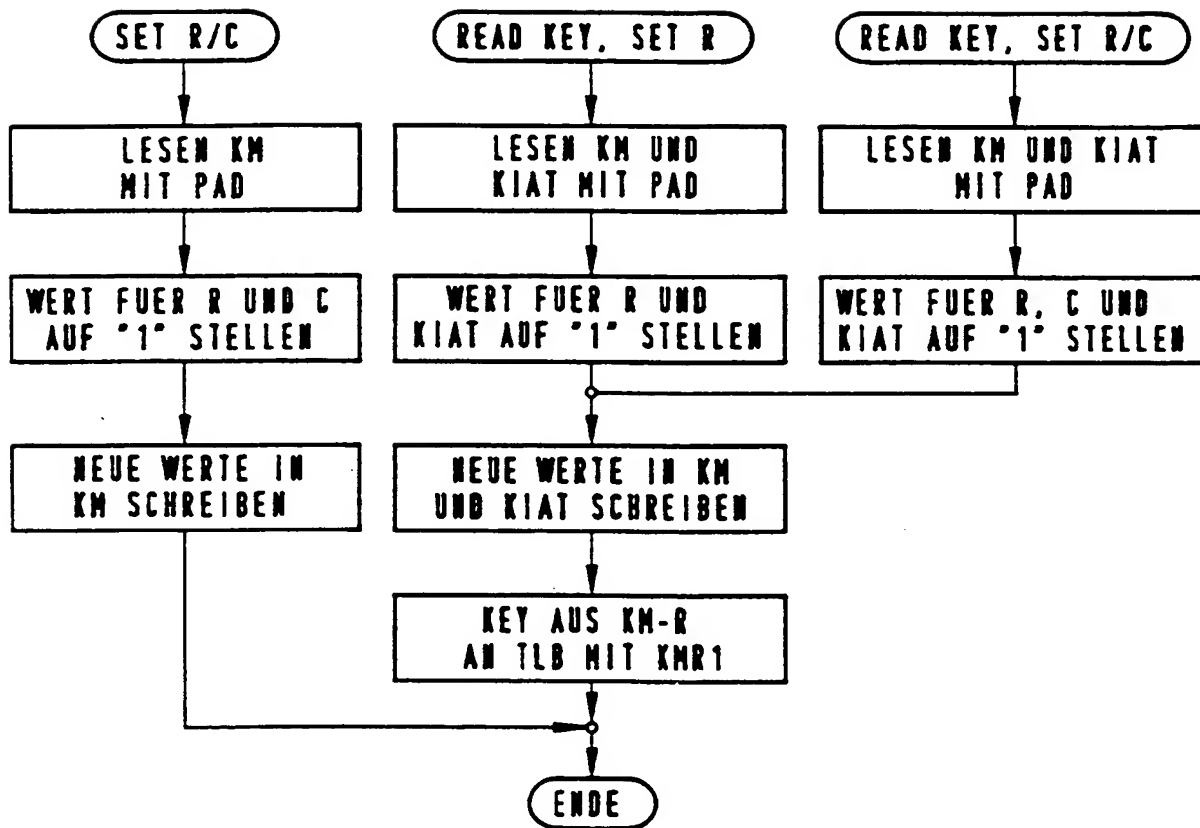 SET R/C
READ KEY, SET R
READ KEY, SET R/C
LESEN KM
MIT PAD
LESEN KM UND
KIAT MIT PAD
LESEN KM UND KIAT
MIT PAD
WERT FUER R UND C
AUF "1" STELLEN
WERT FUER R UND
KIAT AUF "1" STELLEN
WERT FUER R, C UND
KIAT AUF "1" STELLEN
NEUE WERTE IN
KM SCHREIBEN
NEUE WERTE IN KM
UND KIAT SCHREIBEN
KEY AUS KM-R
AN TLB MIT KMR1
ENDE